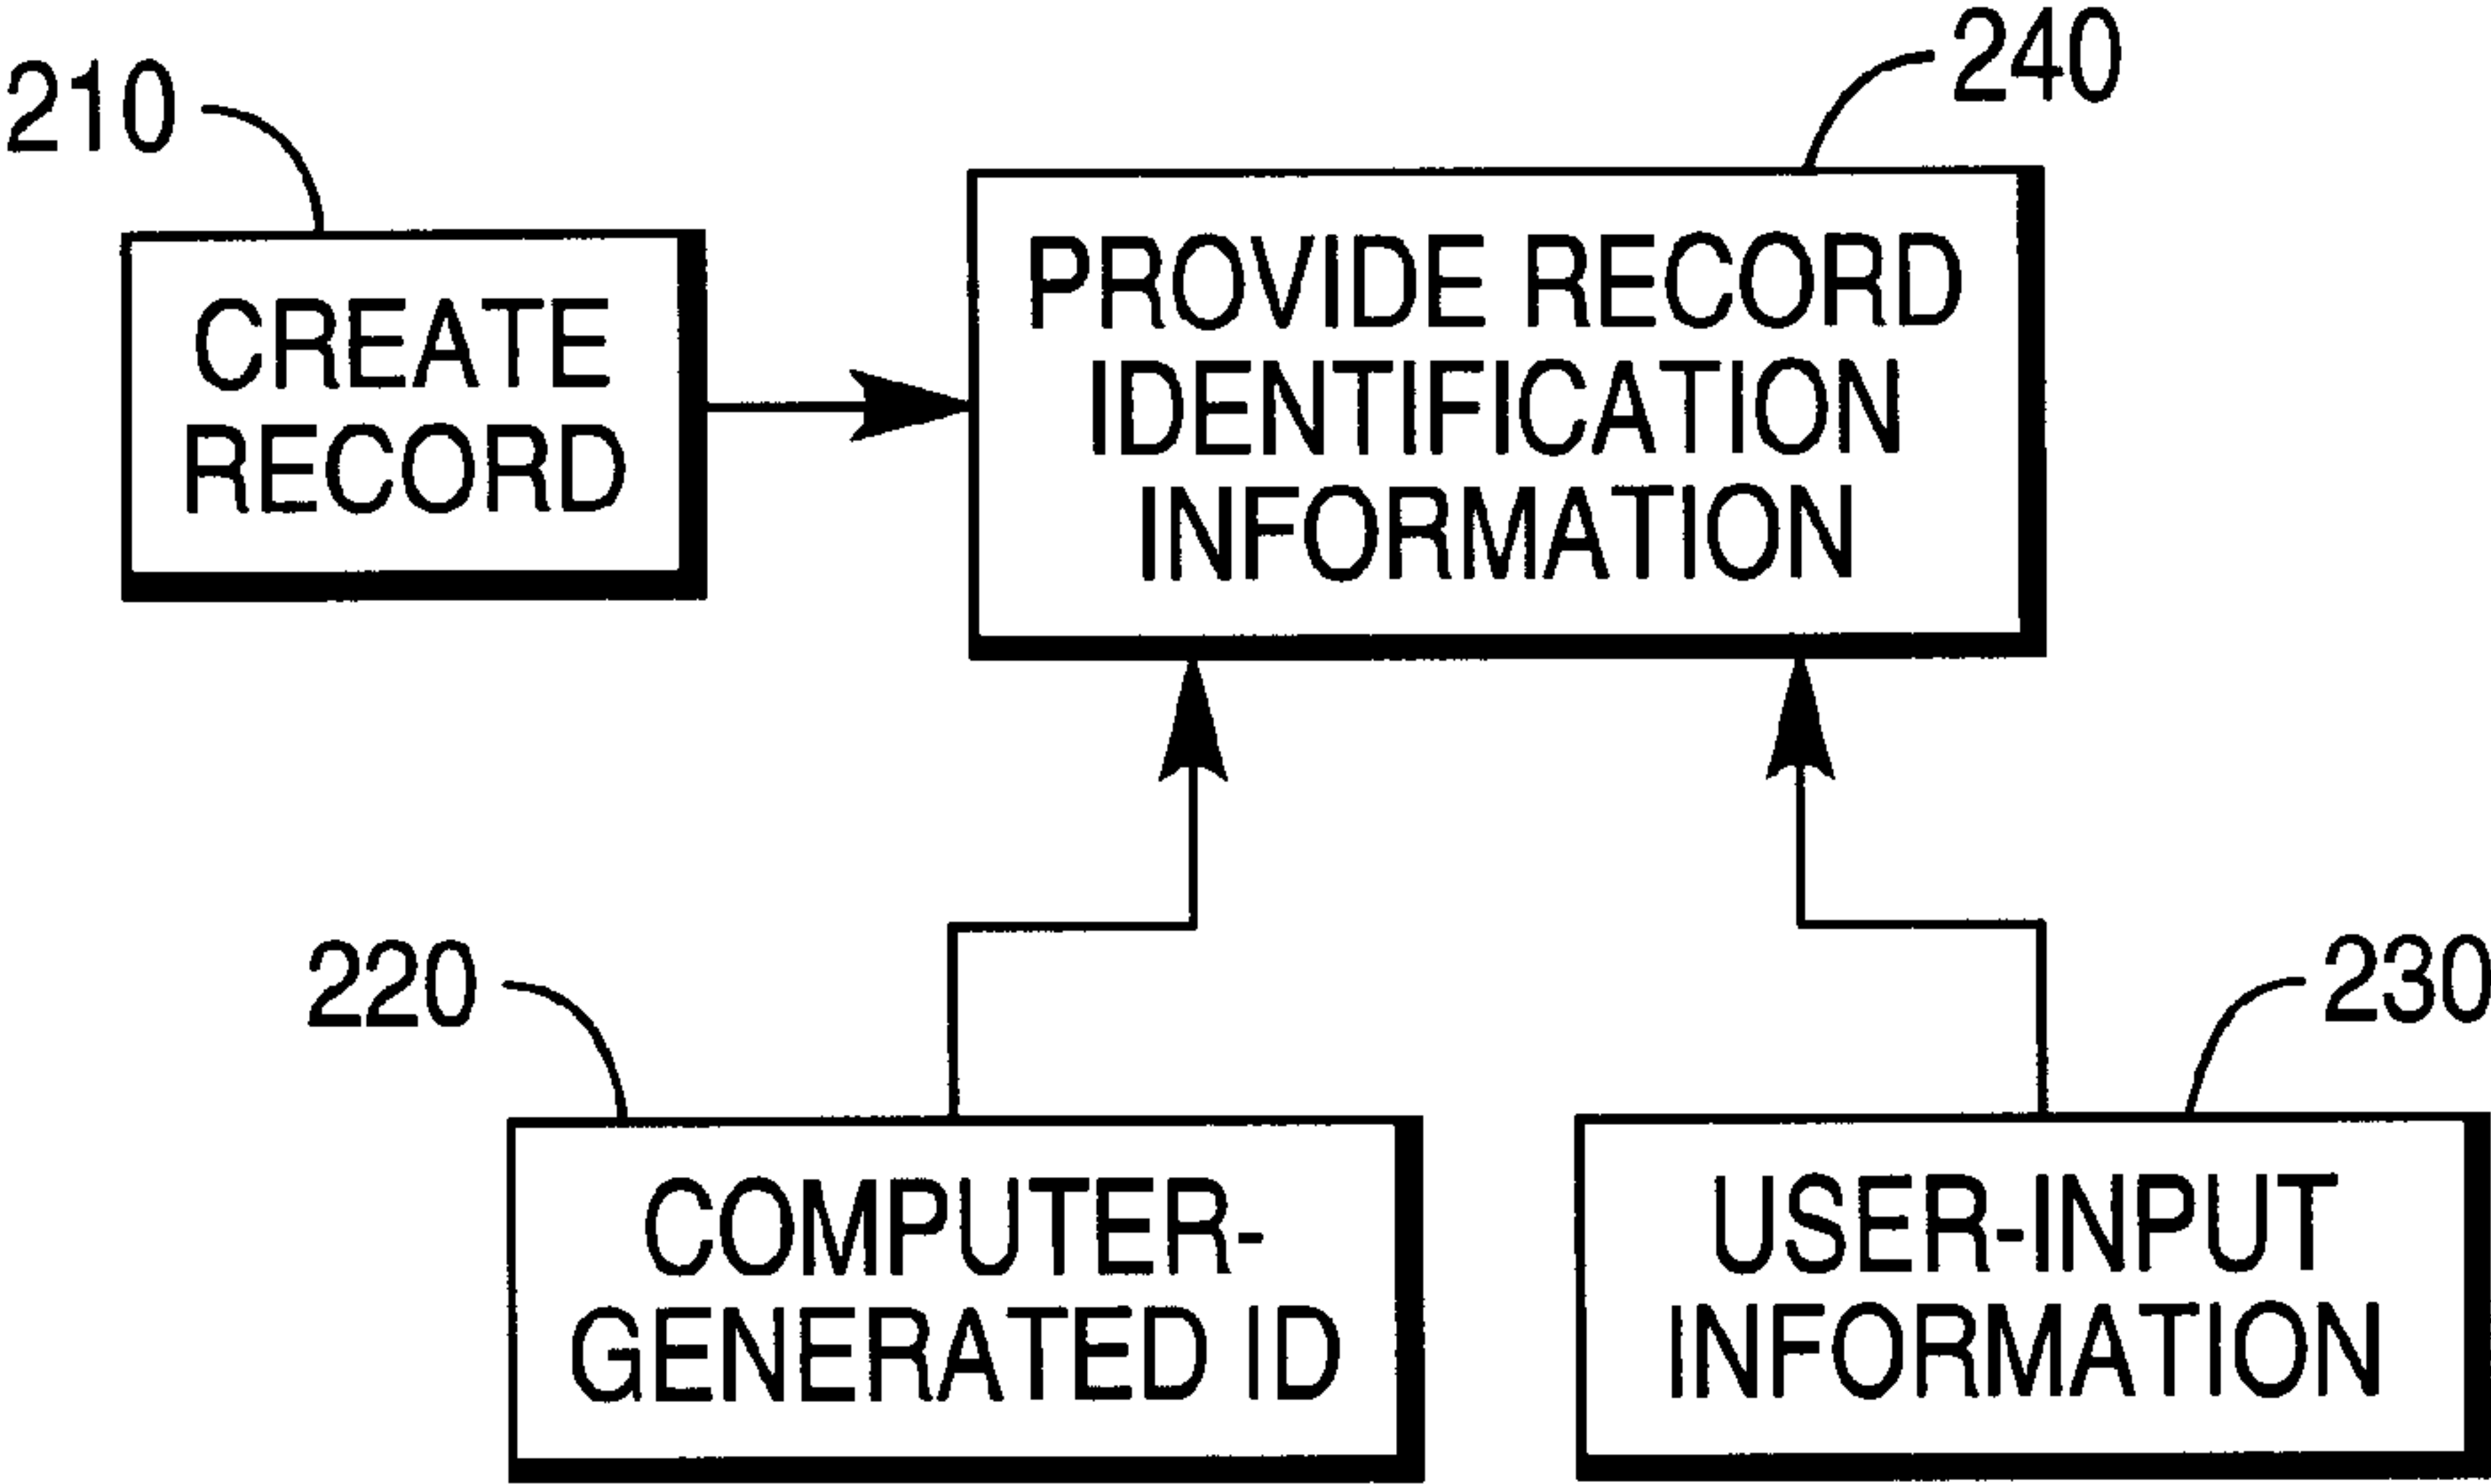 240
210
PROVIDE RECORD
IDENTIFICATION
INFORMATION
CREATE
RECORD
220
230
COMPUTER-
GENERATED ID
USER-INPUT
INFORMATION